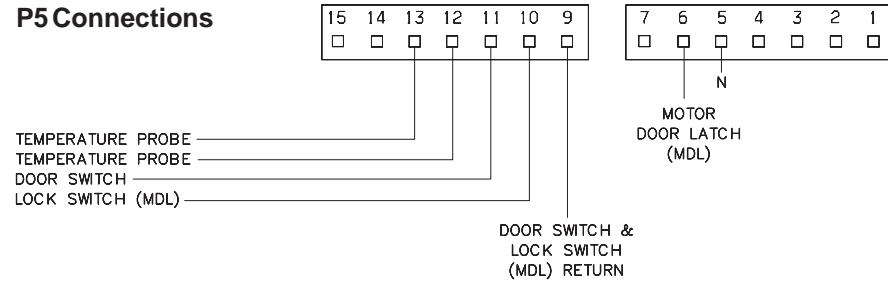 P5 Connections
15 14 13 12 11 10 9 7 6 5 4 3 2 1
N
MOTOR
DOOR LATCH
(MDL)
TEMPERATURE PROBE
TEMPERATURE PROBE
DOOR SWITCH
LOCK SWITCH (MDL)
DOOR SWITCH &
LOCK SWITCH
(MDL) RETURN